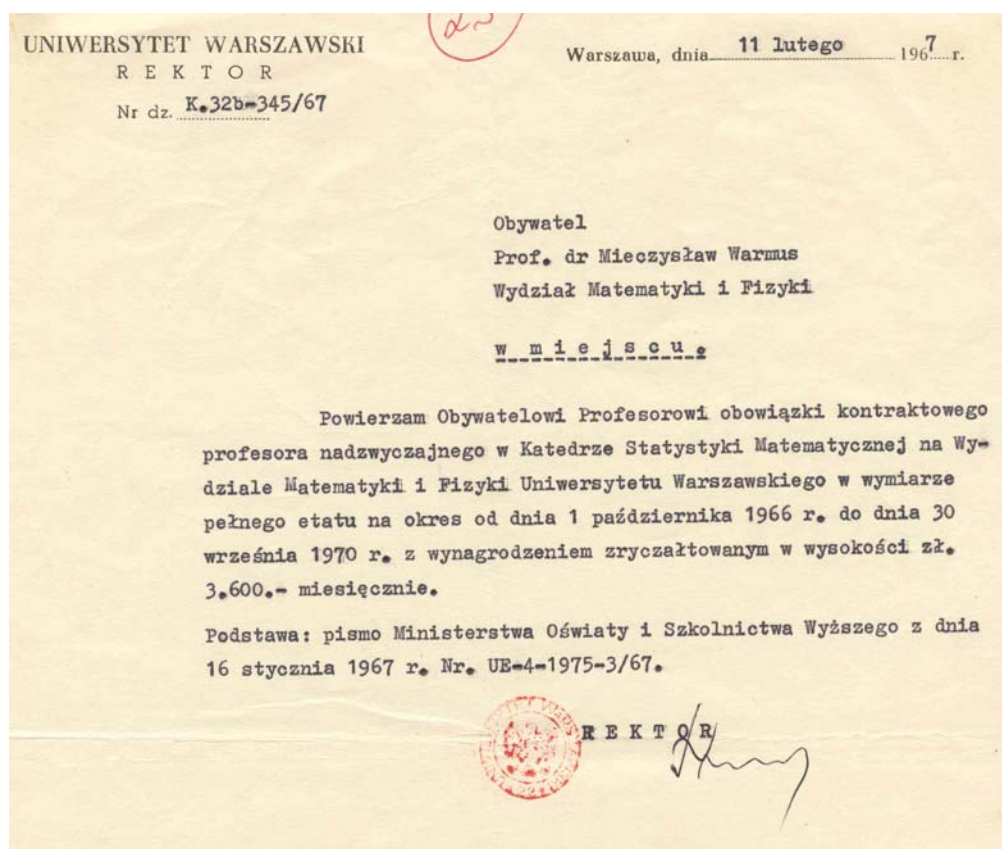 UNIWERSYTET WARSZAWSKI
REKTOR
Nr dz. K.32b-345/67
Warszawa, dnia 11 lutego 1967 r.
Obywatel
Prof. dr Mieczysław Warmus
Wydział Matematyki i Fizyki
w miejscu.
Powierzam Obywatelowi Profesorowi obowiązki kontraktowego
profesora nadzwyczajnego w Katedrze Statystyki Matematycznej na Wy-
dziale Matematyki i Fizyki Uniwersytetu Warszawskiego w wymiarze
pełnego etatu na okres od dnia 1 października 1966 r. do dnia 30
września 1970 r. z wynagrodzeniem zryczałtowanym w wysokości zł.
3.600.- miesięcznie.
Podstawa: pismo Ministerstwa Oświaty i Szkolnictwa Wyższego z dnia
16 stycznia 1967 r. Nr. UE-4-1975-3/67.
REKTOR